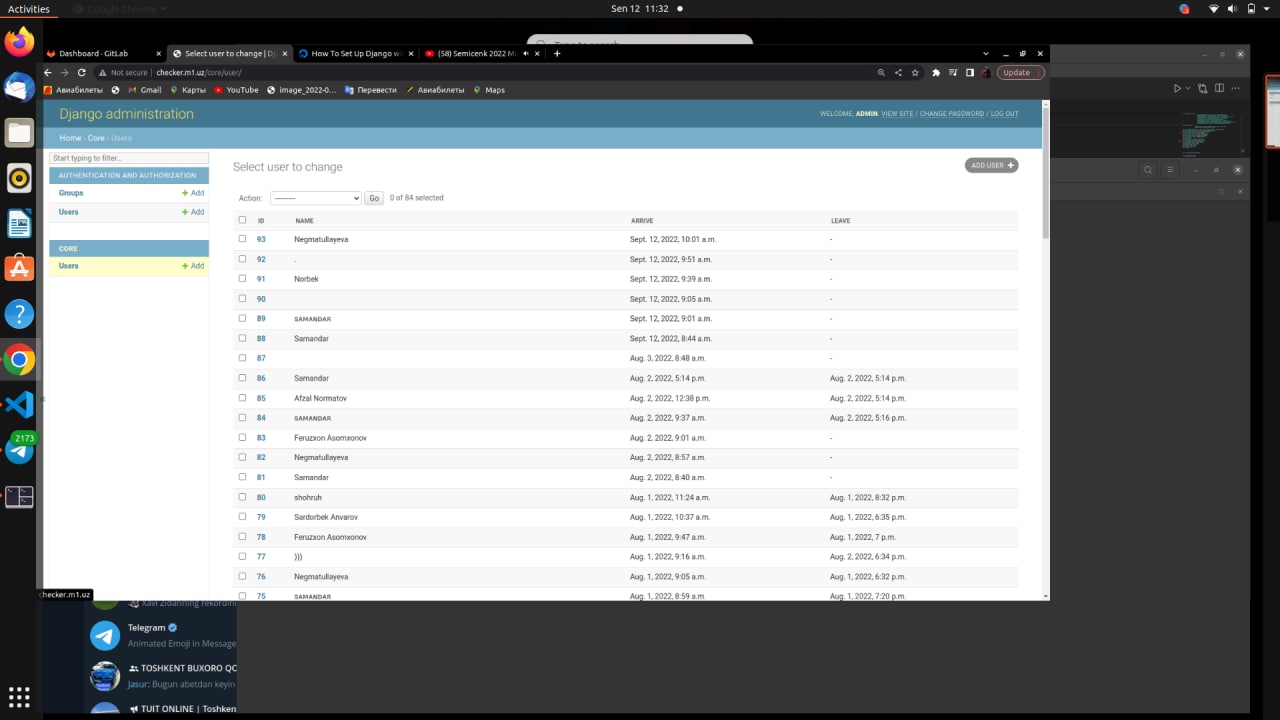 Activities
Google Chrome
Sen 12 11:32
Type to search
Dashboard · GitLab
Select user to change | Dj
How To Set Up Django w
(58) Semicenk 2022 M
Not secure | checker.m1.uz/core/user/
Update
Авиабилеты
Gmail
Карты
YouTube
image_2022-0...
Перевести
Авиабилеты
Maps
Django administration
WELCOME, ADMIN. VIEW SITE / CHANGE PASSWORD / LOG OUT
Home › Core › Users
Start typing to filter...
AUTHENTICATION AND AUTHORIZATION
Groups + Add
Users + Add
CORE
Users + Add
Select user to change
ADD USER +
Action: --------- Go 0 of 84 selected
ID NAME ARRIVE LEAVE
93 Negmatullayeva Sept. 12, 2022, 10:01 a.m. -
92 . Sept. 12, 2022, 9:51 a.m. -
91 Norbek Sept. 12, 2022, 9:39 a.m. -
90 Sept. 12, 2022, 9:05 a.m. -
89 ꜱᴀᴍᴀɴᴅᴀʀ Sept. 12, 2022, 9:01 a.m. -
88 Samandar Sept. 12, 2022, 8:44 a.m. -
87 Aug. 3, 2022, 8:48 a.m. -
86 Samandar Aug. 2, 2022, 5:14 p.m. Aug. 2, 2022, 5:14 p.m.
85 Afzal Normatov Aug. 2, 2022, 12:38 p.m. Aug. 2, 2022, 5:14 p.m.
84 ꜱᴀᴍᴀɴᴅᴀʀ Aug. 2, 2022, 9:37 a.m. Aug. 2, 2022, 5:16 p.m.
83 Feruzxon Asomxonov Aug. 2, 2022, 9:01 a.m. -
82 Negmatullayeva Aug. 2, 2022, 8:57 a.m. -
81 Samandar Aug. 2, 2022, 8:40 a.m. -
80 shohruh Aug. 1, 2022, 11:24 a.m. Aug. 1, 2022, 8:32 p.m.
79 Sardorbek Anvarov Aug. 1, 2022, 10:37 a.m. Aug. 1, 2022, 6:35 p.m.
78 Feruzxon Asomxonov Aug. 1, 2022, 9:47 a.m. Aug. 1, 2022, 7 p.m.
77 ))) Aug. 1, 2022, 9:16 a.m. Aug. 2, 2022, 6:34 p.m.
76 Negmatullayeva Aug. 1, 2022, 9:05 a.m. Aug. 1, 2022, 6:32 p.m.
75 ꜱᴀᴍᴀɴᴅᴀʀ Aug. 1, 2022, 8:59 a.m. Aug. 1, 2022, 7:20 p.m.
2173
checker.m1.uz
Xavi Zidanning rekordini
Telegram
Animated Emoji in Message
TOSHKENT BUXORO QO
Jasur: Bugun abetdan keyin
TUIT ONLINE | Toshken